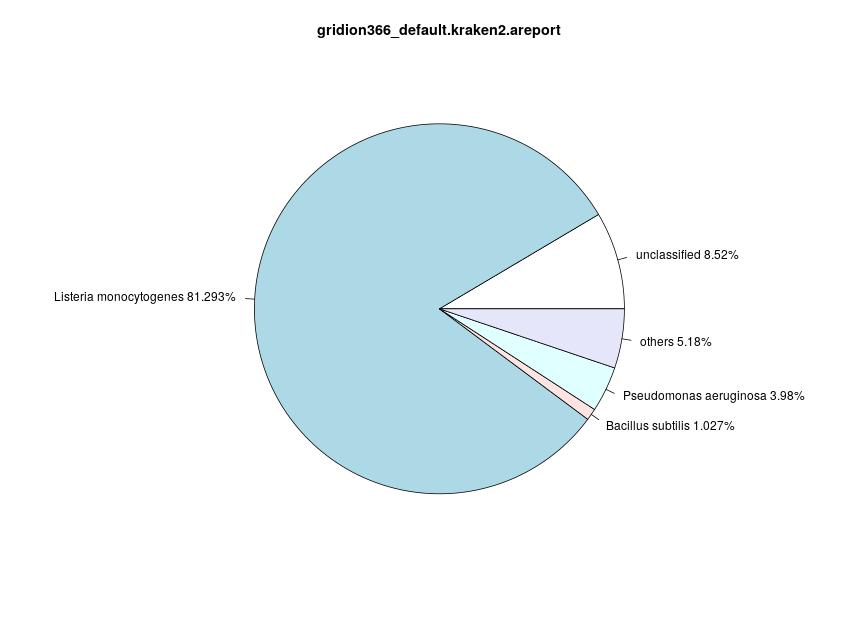 gridion366_default.kraken2.areport
unclassified 8.52%
Listeria monocytogenes 81.293%
others 5.18%
Pseudomonas aeruginosa 3.98%
Bacillus subtilis 1.027%